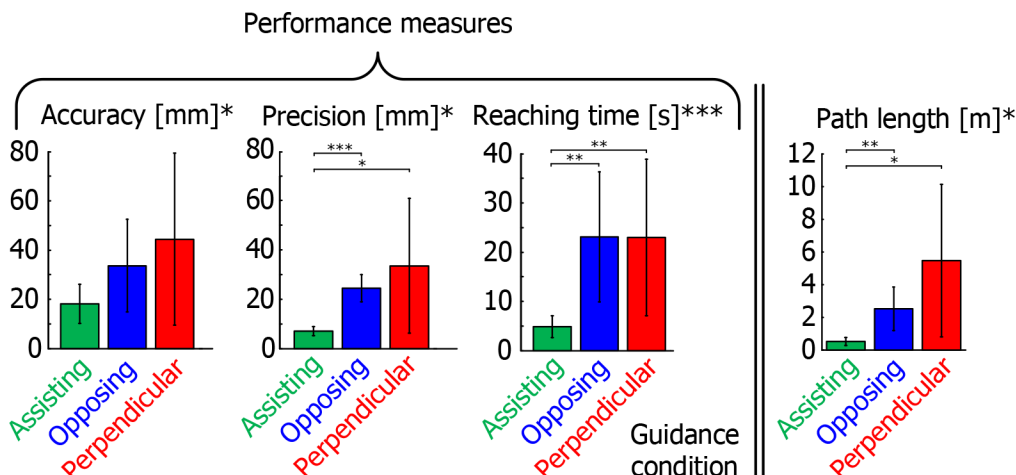 Performance measures
Accuracy [mm]*
80
60
40
20
0
Assisting
Opposing
Perpendicular
Precision [mm]*
80
60
40
20
0
***
*
Assisting
Opposing
Perpendicular
Reaching time [s]***
40
30
20
10
0
**
**
Assisting
Opposing
Perpendicular
Guidance
condition
Path length [m]*
12
10
8
6
4
2
0
**
*
Assisting
Opposing
Perpendicular